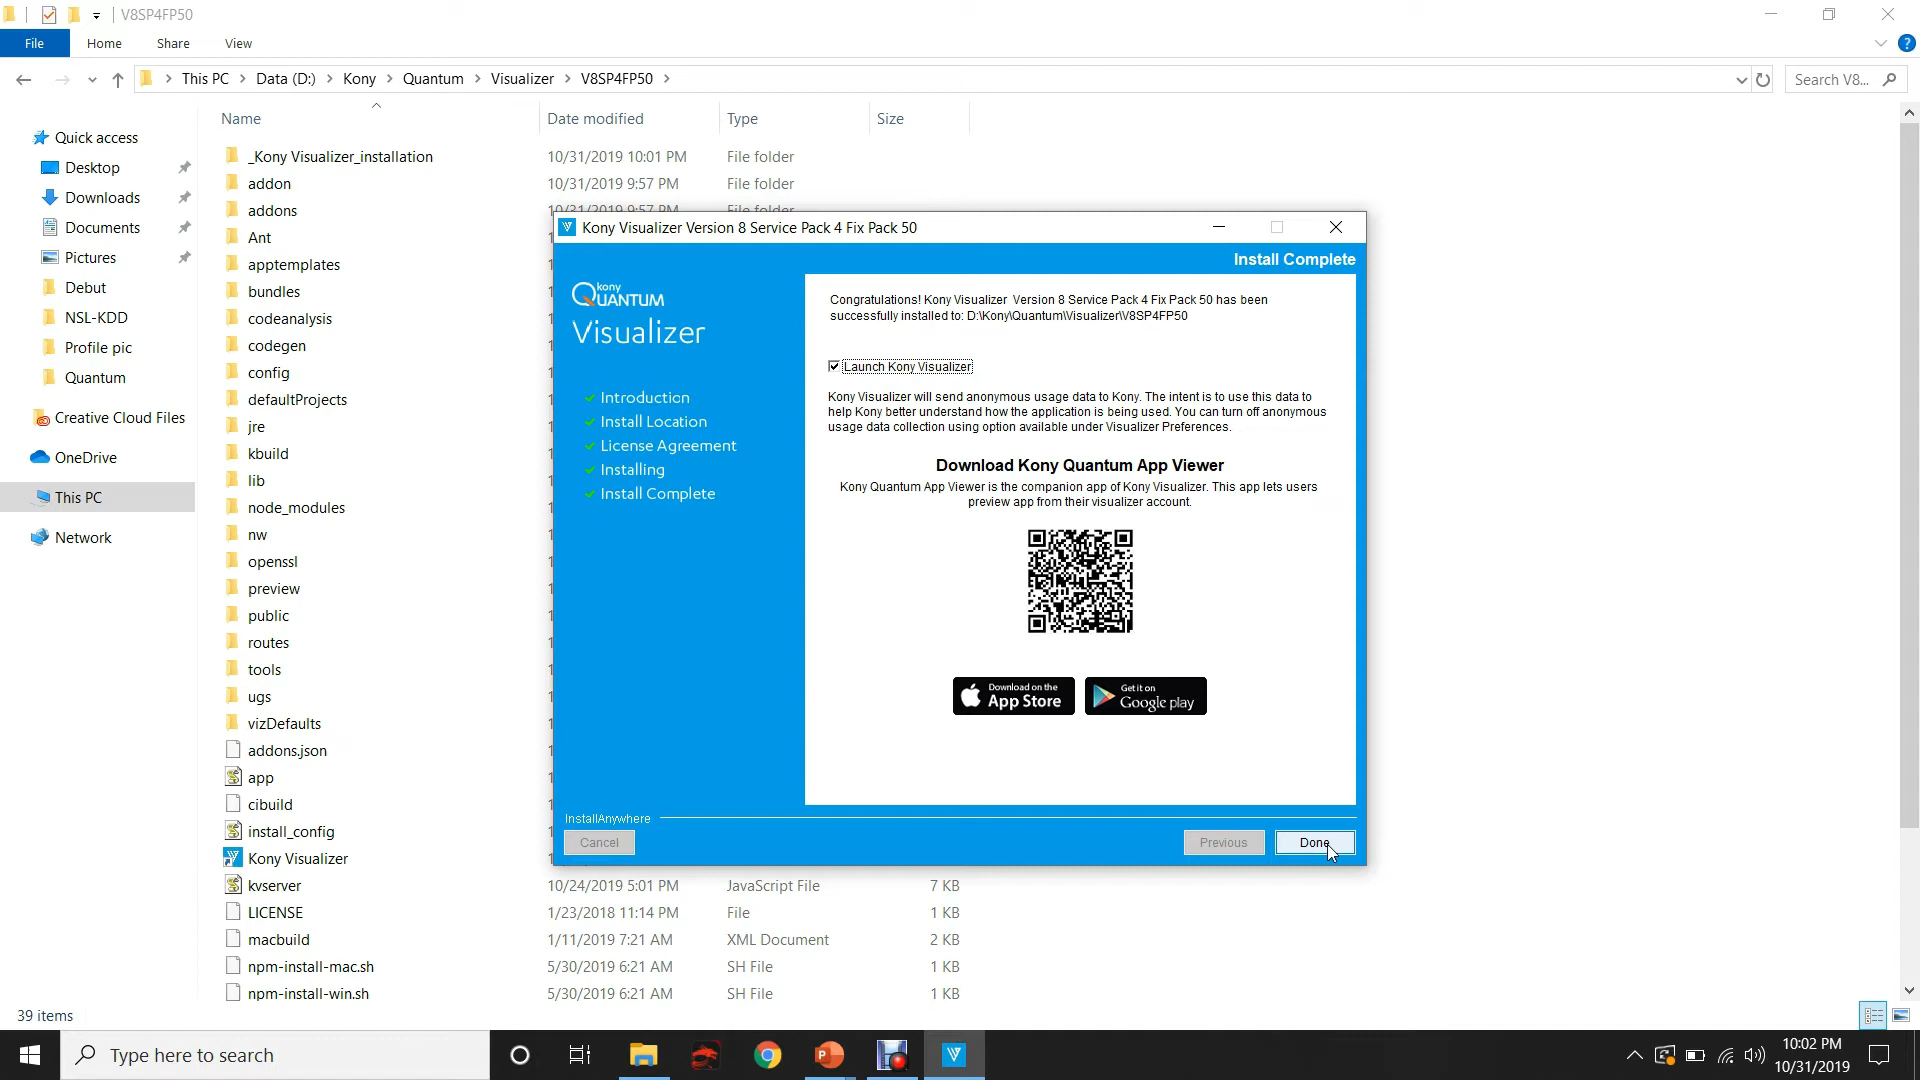 V8SP4FP50
File
Home
Share
View
This PC
Data (D:)
Kony
Quantum
Visualizer
V8SP4FP50
Search V8...
Name
Date modified
Type
Size
Quick access
Desktop
Downloads
Documents
Pictures
Debut
NSL-KDD
Profile pic
Quantum
Creative Cloud Files
OneDrive
This PC
Network
_Kony Visualizer_installation 10/31/2019 10:01 PM File folder
addon 10/31/2019 9:57 PM File folder
addons 10/31/2019 9:57 PM File folder
Ant
apptemplates
bundles
codeanalysis
codegen
config
defaultProjects
jre
kbuild
lib
node_modules
nw
openssl
preview
public
routes
tools
ugs
vizDefaults
addons.json
app
cibuild
install_config
Kony Visualizer
kvserver 10/24/2019 5:01 PM JavaScript File 7 KB
LICENSE 1/23/2018 11:14 PM File 1 KB
macbuild 1/11/2019 7:21 AM XML Document 2 KB
npm-install-mac.sh 5/30/2019 6:21 AM SH File 1 KB
npm-install-win.sh 5/30/2019 6:21 AM SH File 1 KB
Kony Visualizer Version 8 Service Pack 4 Fix Pack 50
Install Complete
kony
QUANTUM
Visualizer
Introduction
Install Location
License Agreement
Installing
Install Complete
Congratulations! Kony Visualizer Version 8 Service Pack 4 Fix Pack 50 has been
successfully installed to: D:\Kony\Quantum\Visualizer\V8SP4FP50
Launch Kony Visualizer
Kony Visualizer will send anonymous usage data to Kony. The intent is to use this data to
help Kony better understand how the application is being used. You can turn off anonymous
usage data collection using option available under Visualizer Preferences.
Download Kony Quantum App Viewer
Kony Quantum App Viewer is the companion app of Kony Visualizer. This app lets users
preview app from their visualizer account.
Download on the
App Store
Get it on
Google play
InstallAnywhere
Cancel
Previous
Done
39 items
Type here to search
10:02 PM
10/31/2019